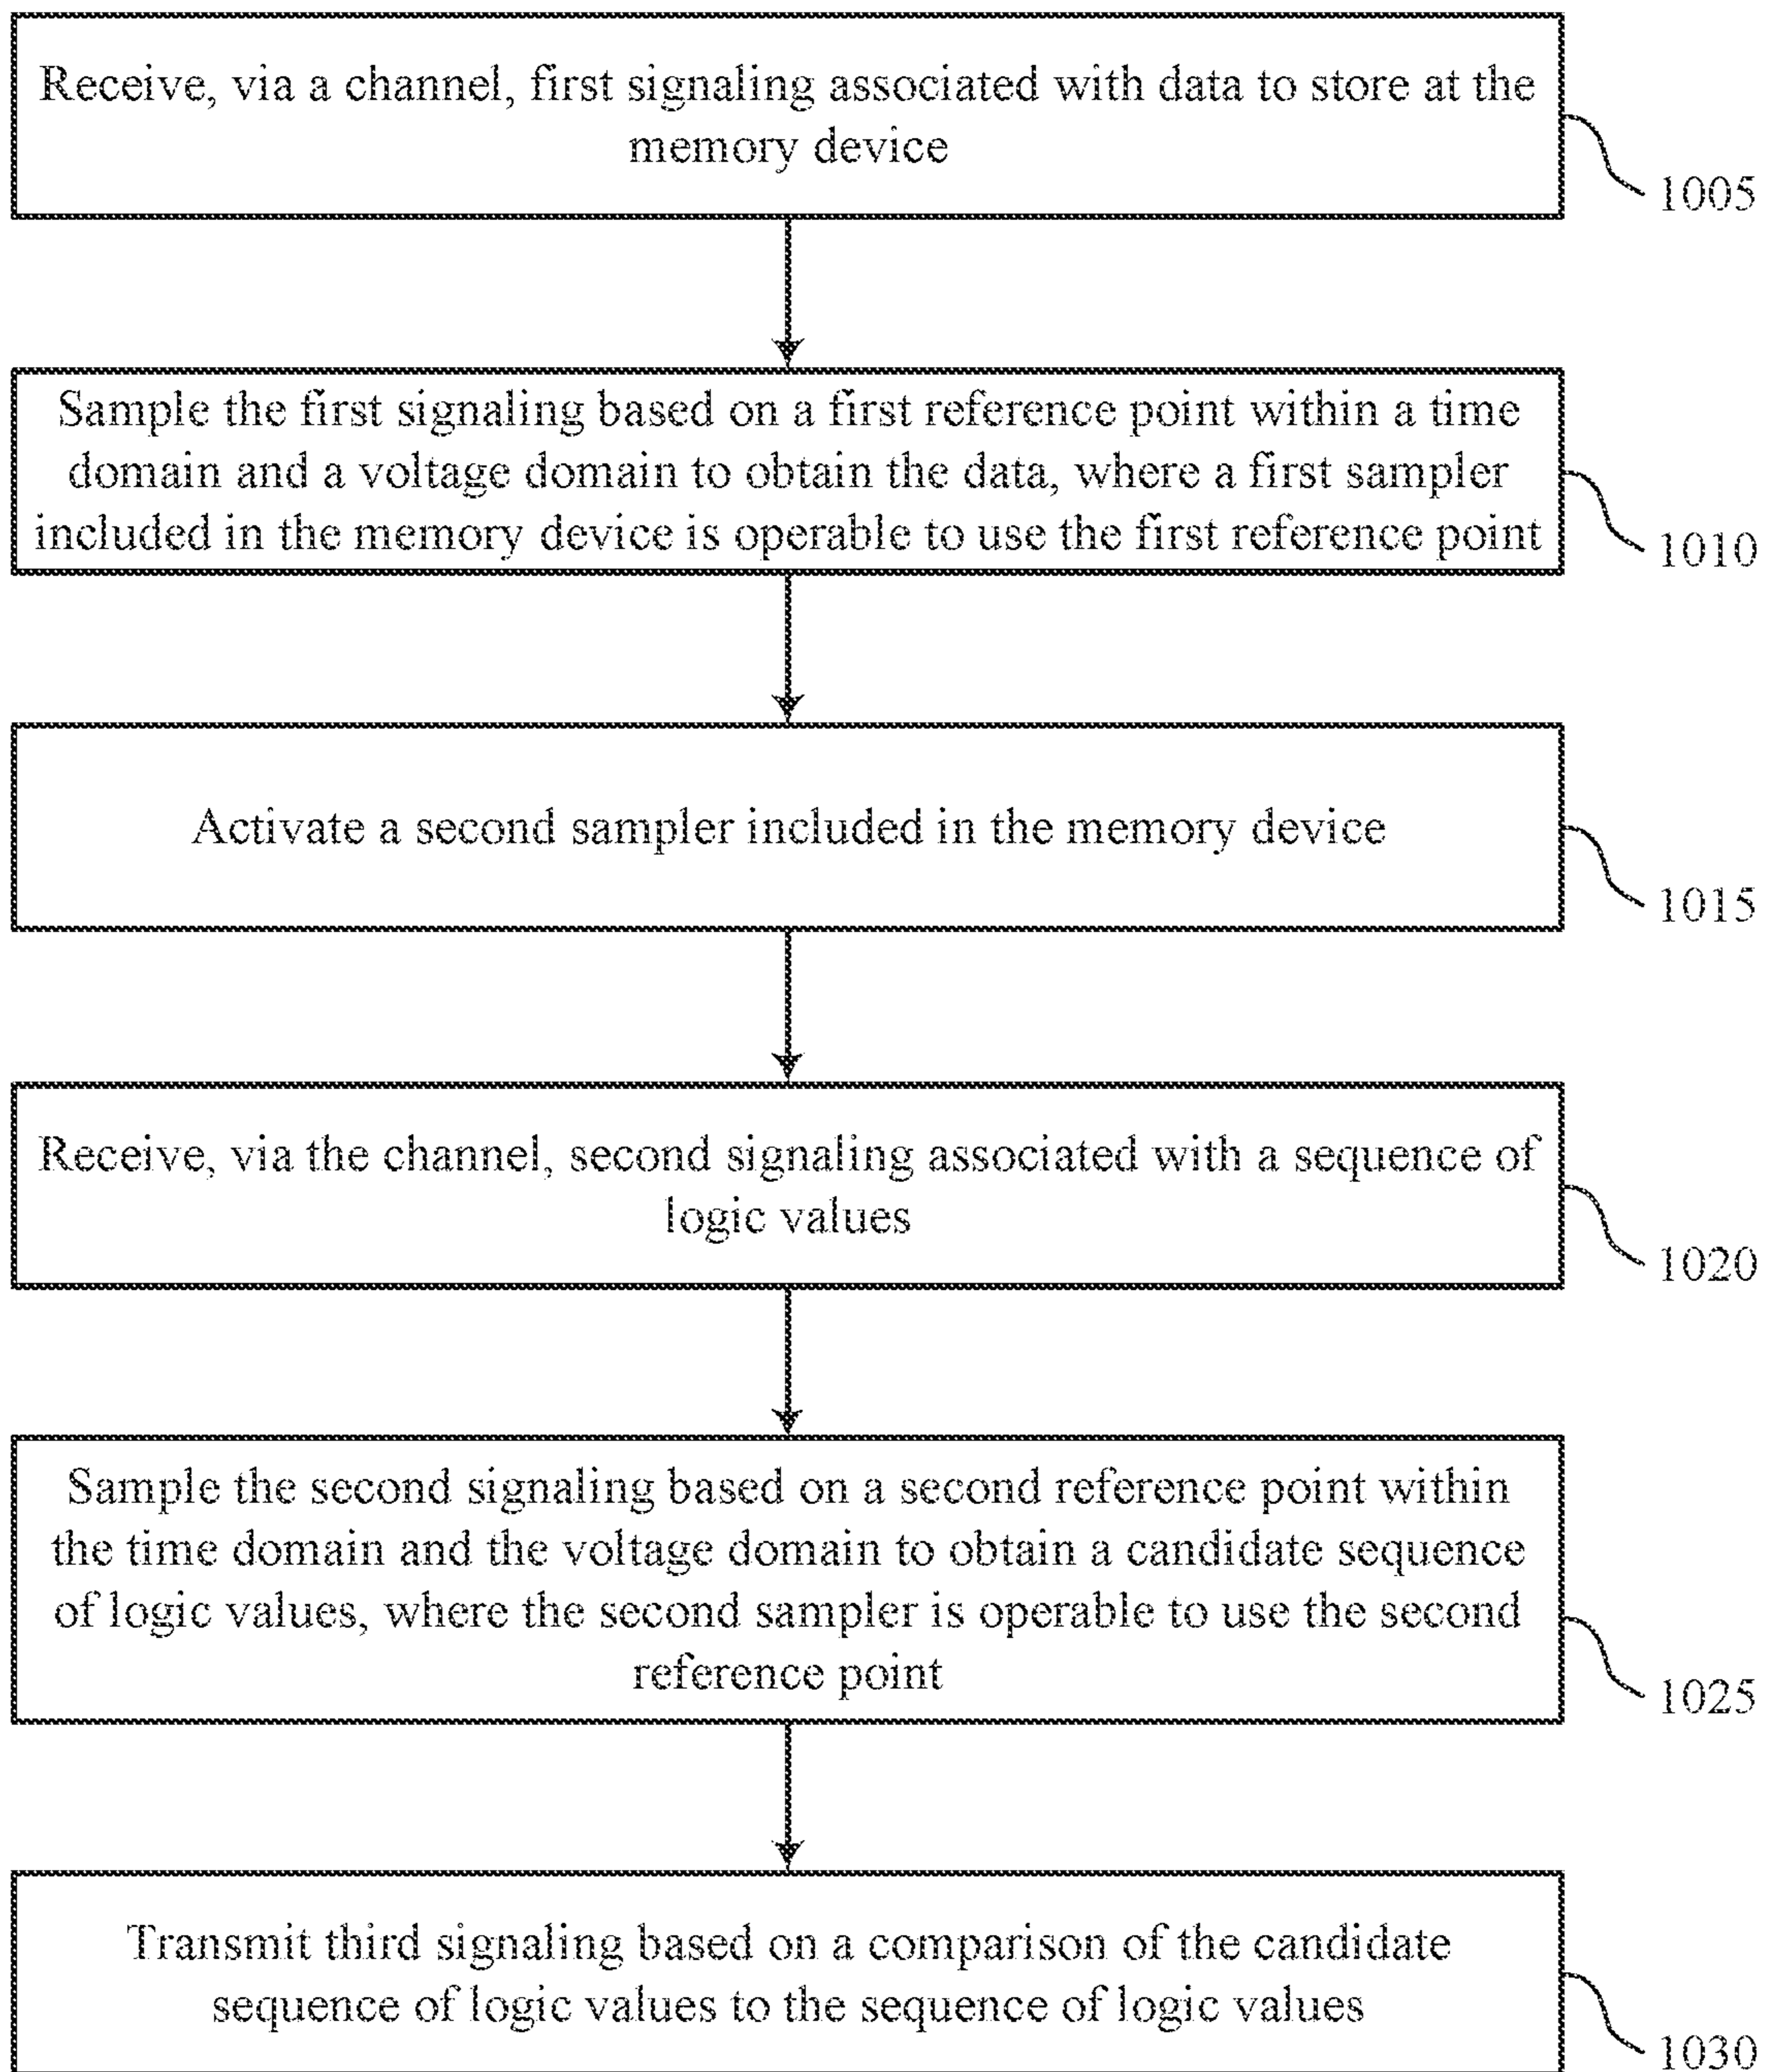 Receive, via a channel, first signaling associated with data to store at the
memory device
1005
Sample the first signaling based on a first reference point within a time
domain and a voltage domain to obtain the data, where a first sampler
included in the memory device is operable to use the first reference point
1010
Activate a second sampler included in the memory device
1015
Receive, via the channel, second signaling associated with a sequence of
logic values
1020
Sample the second signaling based on a second reference point within
the time domain and the voltage domain to obtain a candidate sequence
of logic values, where the second sampler is operable to use the second
reference point
1025
Transmit third signaling based on a comparison of the candidate
sequence of logic values to the sequence of logic values
1030